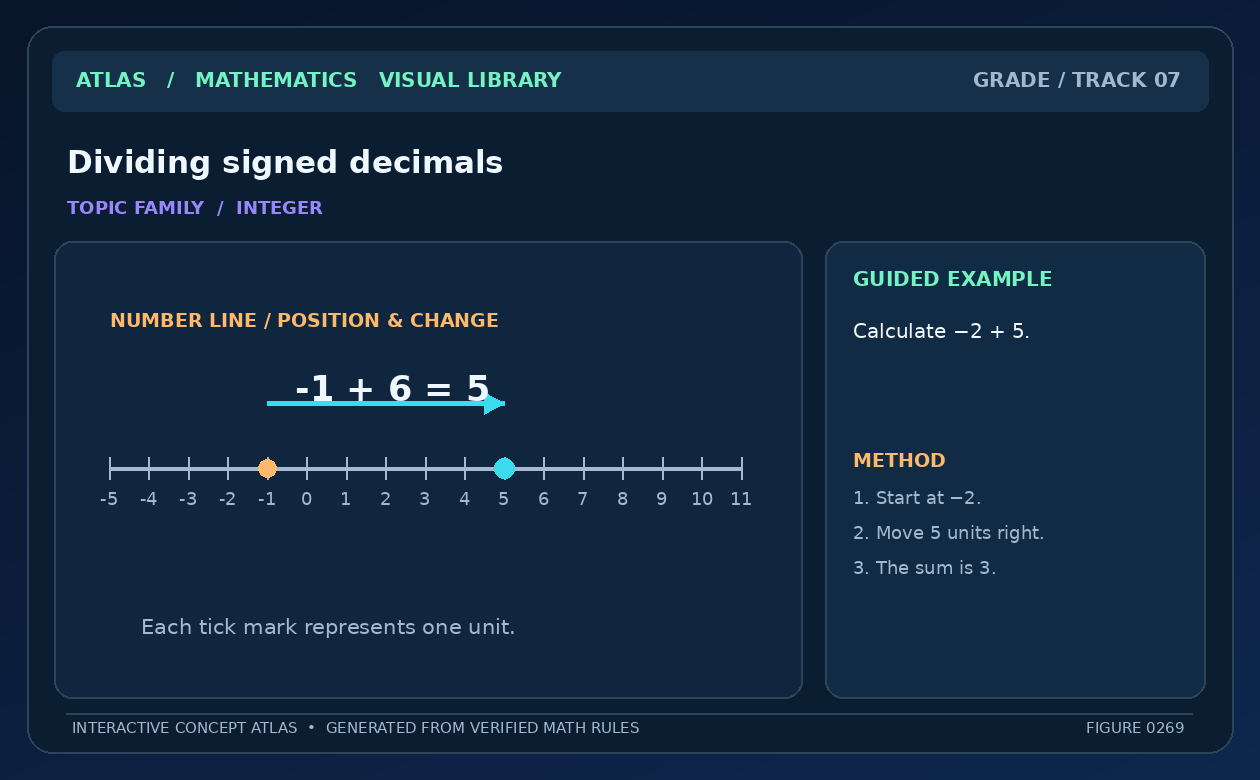 ATLAS / MATHEMATICS VISUAL LIBRARY
GRADE / TRACK 07
Dividing signed decimals
TOPIC FAMILY / INTEGER
NUMBER LINE / POSITION & CHANGE
-1 + 6 = 5
-5 -4 -3 -2 -1 0 1 2 3 4 5 6 7 8 9 10 11
Each tick mark represents one unit.
GUIDED EXAMPLE
Calculate −2 + 5.
METHOD
1. Start at −2.
2. Move 5 units right.
3. The sum is 3.
INTERACTIVE CONCEPT ATLAS • GENERATED FROM VERIFIED MATH RULES
FIGURE 0269